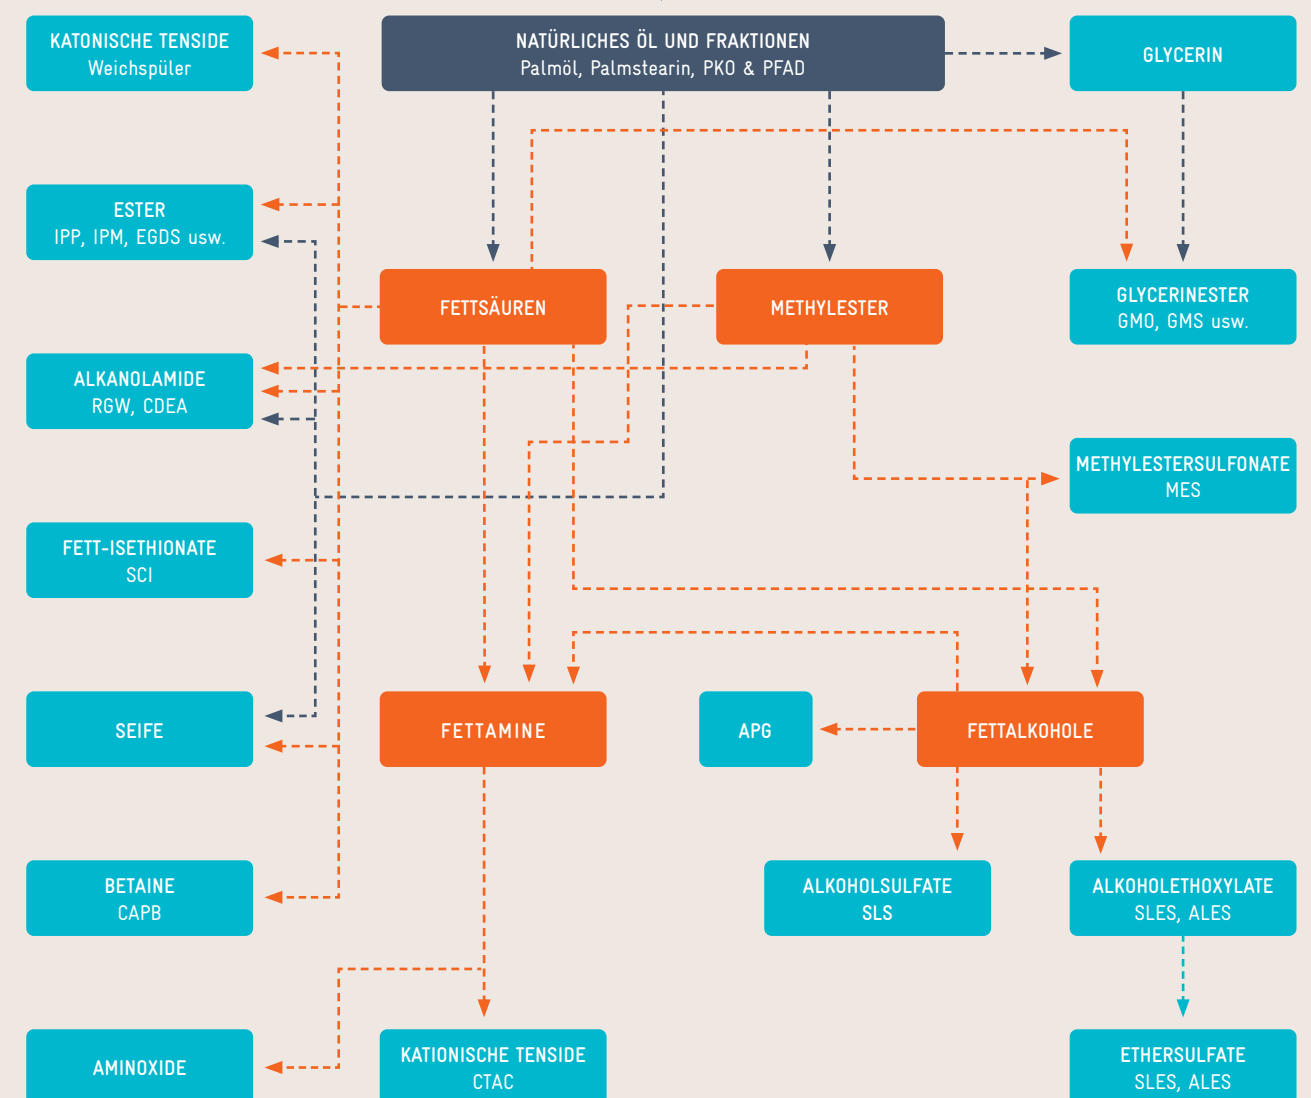 KATONISCHE TENSIDE
Weichspüler
NATÜRLICHES ÖL UND FRAKTIONEN
Palmöl, Palmstearin, PKO & PFAD
GLYCERIN
ESTER
IPP, IPM, EGDS usw.
FETTSÄUREN
METHYLESTER
GLYCERINESTER
GMO, GMS usw.
ALKANOLAMIDE
RGW, CDEA
METHYLESTERSULFONATE
MES
FETT-ISETHIONATE
SCI
SEIFE
FETTAMINE
APG
FETTALKOHOLE
BETAINE
CAPB
ALKOHOLSULFATE
SLS
ALKOHOLETHOXYLATE
SLES, ALES
AMINOXIDE
KATIONISCHE TENSIDE
CTAC
ETHERSULFATE
SLES, ALES